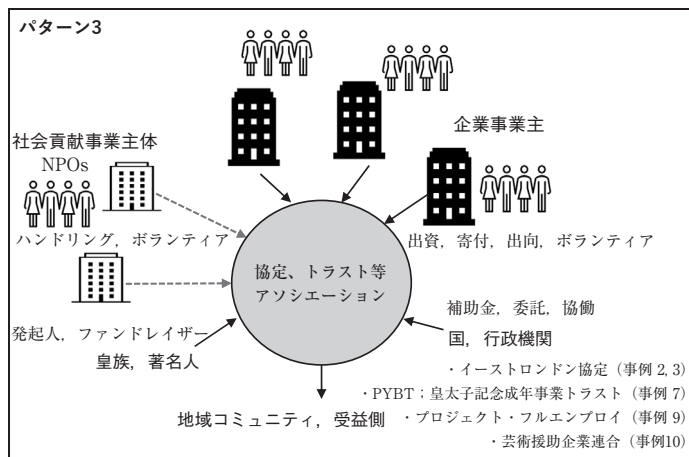 パターン3
企業事業主
社会貢献事業主体
NPOs
ハンドリング，ボランティア
出資，寄付，出向，ボランティア
協定、トラスト等
アソシエーション
補助金，委託，協働
国，行政機関
発起人，ファンドレイザー
皇族，著名人
・イーストロンドン協定（事例 2, 3）
・PYBT；皇太子記念成年事業トラスト（事例 7）
地域コミュニティ，受益側
・プロジェクト・フルエンプロイ（事例 9）
・芸術援助企業連合（事例10）